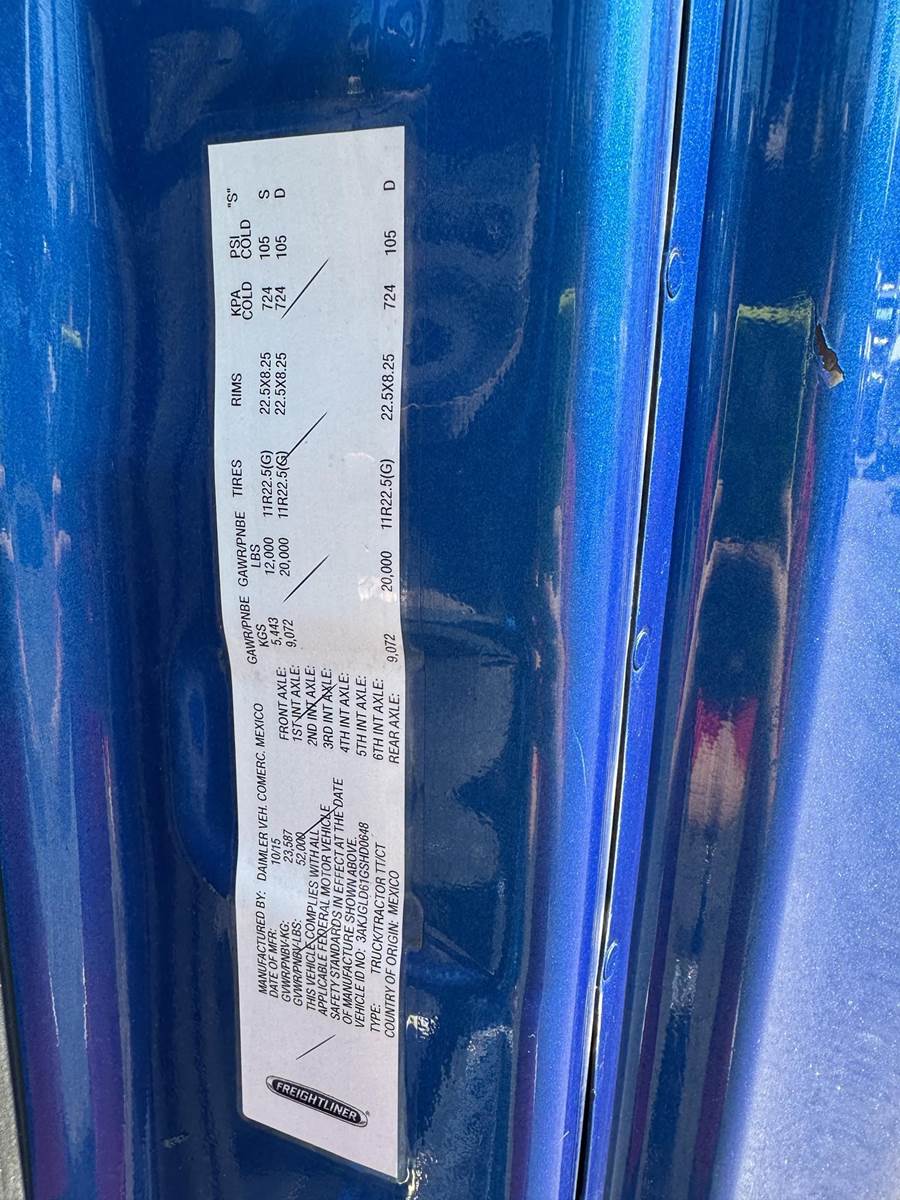 FREIGHTLINER
MANUFACTURED BY: DAIMLER VEH. COMERC. MEXICO
DATE OF MFR: 10/15
GVWR/PNBV-KG: 23,587
GVWR/PNBV-LBS: 52,000
THIS VEHICLE COMPLIES WITH ALL
APPLICABLE FEDERAL MOTOR VEHICLE
SAFETY STANDARDS IN EFFECT AT THE DATE
OF MANUFACTURE SHOWN ABOVE.
VEHICLE ID NO: 3AKJGLD61GSHD0648
TYPE: TRUCK/TRACTOR TT/CT
COUNTRY OF ORIGIN: MEXICO
GAWR/PNBE GAWR/PNBE TIRES RIMS KPA PSI "S"
KGS LBS COLD COLD
FRONT AXLE: 5,443 12,000 11R22.5(G) 22.5X8.25 724 105 S
1ST INT AXLE: 9,072 20,000 11R22.5(G) 22.5X8.25 724 105 D
2ND INT AXLE:
3RD INT AXLE:
4TH INT AXLE:
5TH INT AXLE:
6TH INT AXLE:
REAR AXLE: 9,072 20,000 11R22.5(G) 22.5X8.25 724 105 D